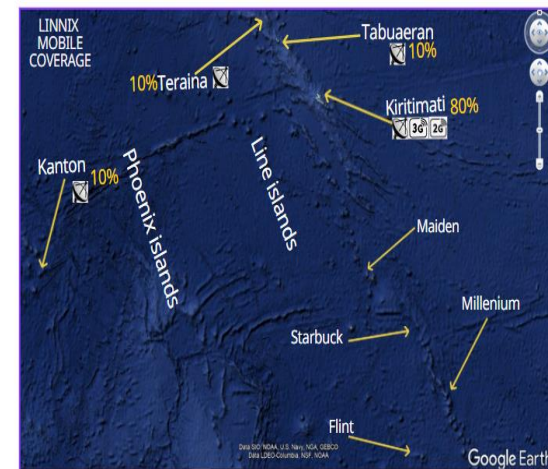 LINNIX
MOBILE
COVERAGE
Tabuaeran
10%
10% Teraina
Kiritimati 80%
3G 2G
Kanton
10%
Phoenix islands
Line islands
Maiden
Millenium
Starbuck
Flint
Data SIO, NOAA, U.S. Navy, NGA, GEBCO
Data LDEO-Columbia, NSF, NOAA
Google Earth